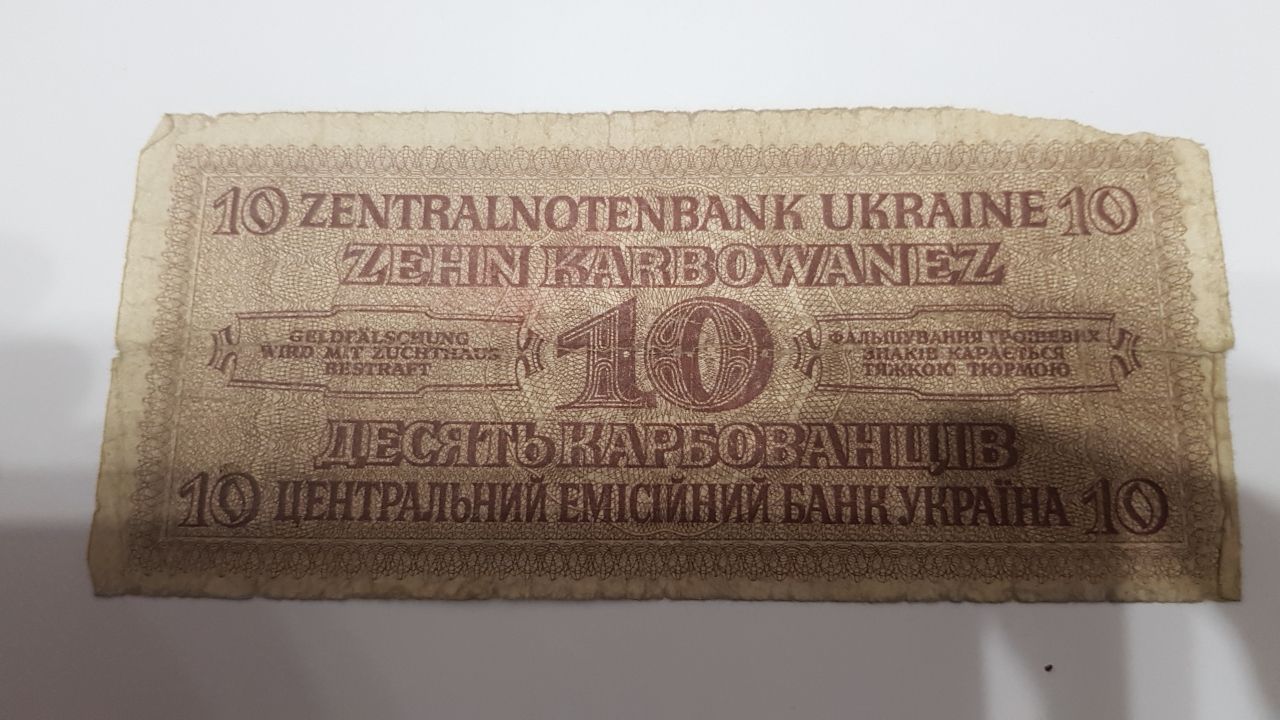 10 ZENTRALNOTENBANK UKRAINE 10
ZEHN KARBOWANEZ
GELDFÄLSCHUNG
WIRD MIT ZUCHTHAUS
BESTRAFT
10
ФАЛЬШУВАННЯ ГРОШЕВИХ
ЗНАКІВ КАРАЄТЬСЯ
ТЯЖКОЮ ТЮРМОЮ
ДЕСЯТЬ КАРБОВАНЦІВ
10 ЦЕНТРАЛЬНИЙ ЕМІСІЙНИЙ БАНК УКРАЇНА 10